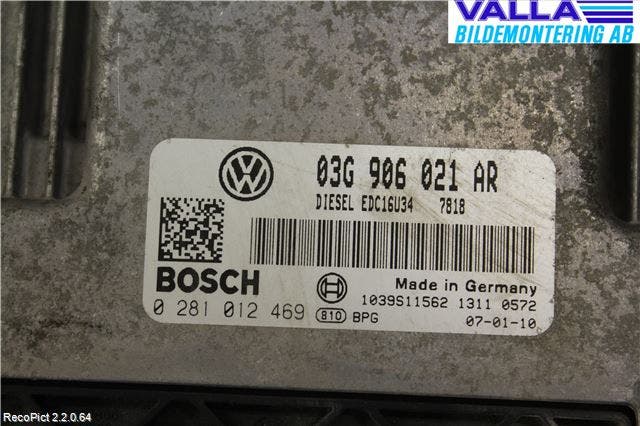 VALLA
BILDEMONTERING AB
03G 906 021 AR
DIESEL EDC16U34 7818
BOSCH
Made in Germany
0 281 012 469
1039S11562 1311 0572
810 BPG
07-01-10
RecoPict 2.2.0.64